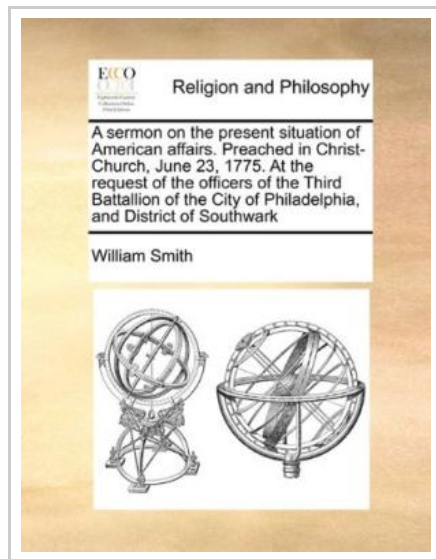 ECCO
Religion and Philosophy
A sermon on the present situation of
American affairs. Preached in Christ-
Church, June 23, 1775. At the
request of the officers of the Third
Battallion of the City of Philadelphia,
and District of Southwark
William Smith